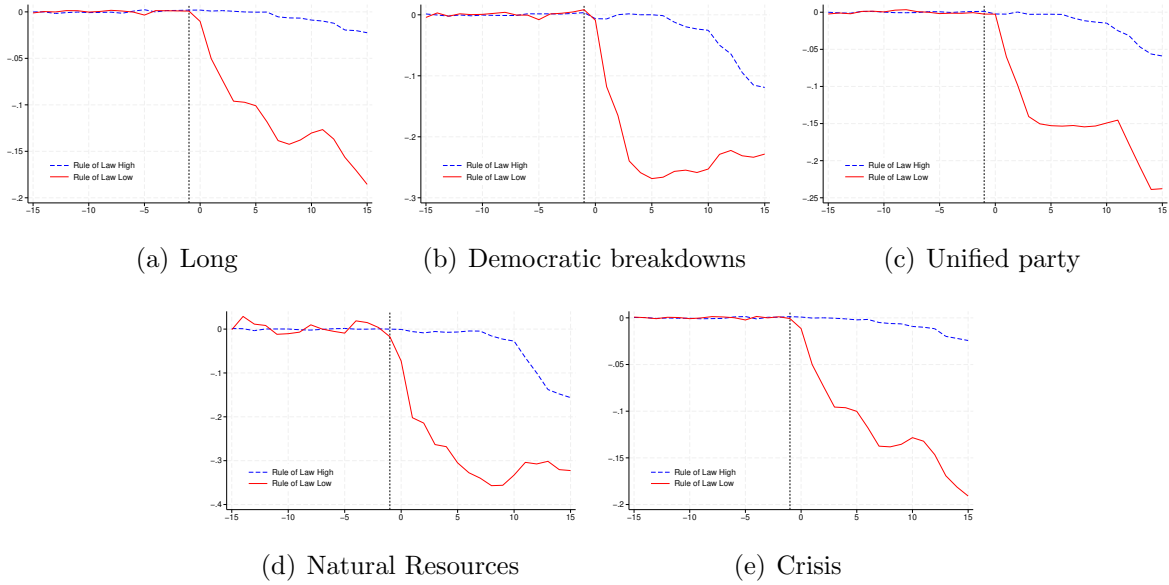 0
-.05
-.1
-.15
-.2
Rule of Law High
Rule of Law Low
-15 -10 -5 0 5 10 15
(a) Long
0
-.1
-.2
-.3
Rule of Law High
Rule of Law Low
-15 -10 -5 0 5 10 15
(b) Democratic breakdowns
0
-.05
-.1
-.15
-.2
-.25
Rule of Law High
Rule of Law Low
-15 -10 -5 0 5 10 15
(c) Unified party
0
-.1
-.2
-.3
-.4
Rule of Law High
Rule of Law Low
-15 -10 -5 0 5 10 15
(d) Natural Resources
0
-.05
-.1
-.15
-.2
Rule of Law High
Rule of Law Low
-15 -10 -5 0 5 10 15
(e) Crisis